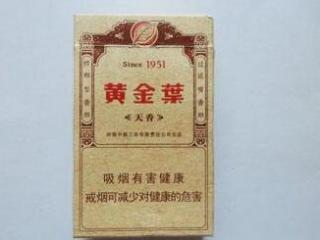 Since 1951
黄金葉
≪天香≫
吸烟有害健康
戒烟可减少对健康的危害